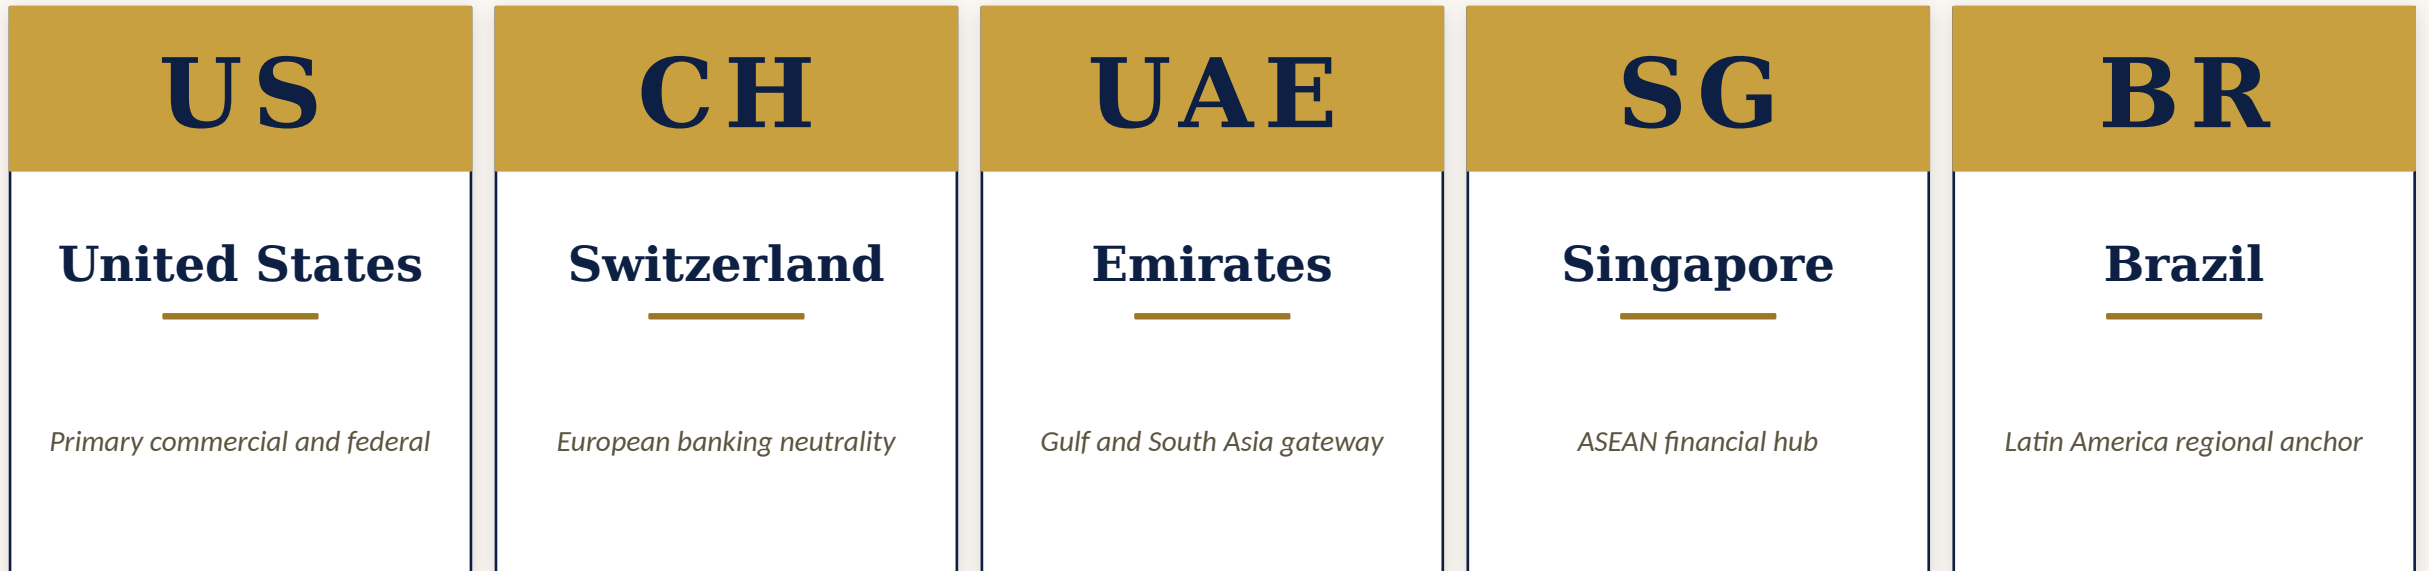 US
United States
Primary commercial and federal
CH
Switzerland
European banking neutrality
UAE
Emirates
Gulf and South Asia gateway
SG
Singapore
ASEAN financial hub
BR
Brazil
Latin America regional anchor